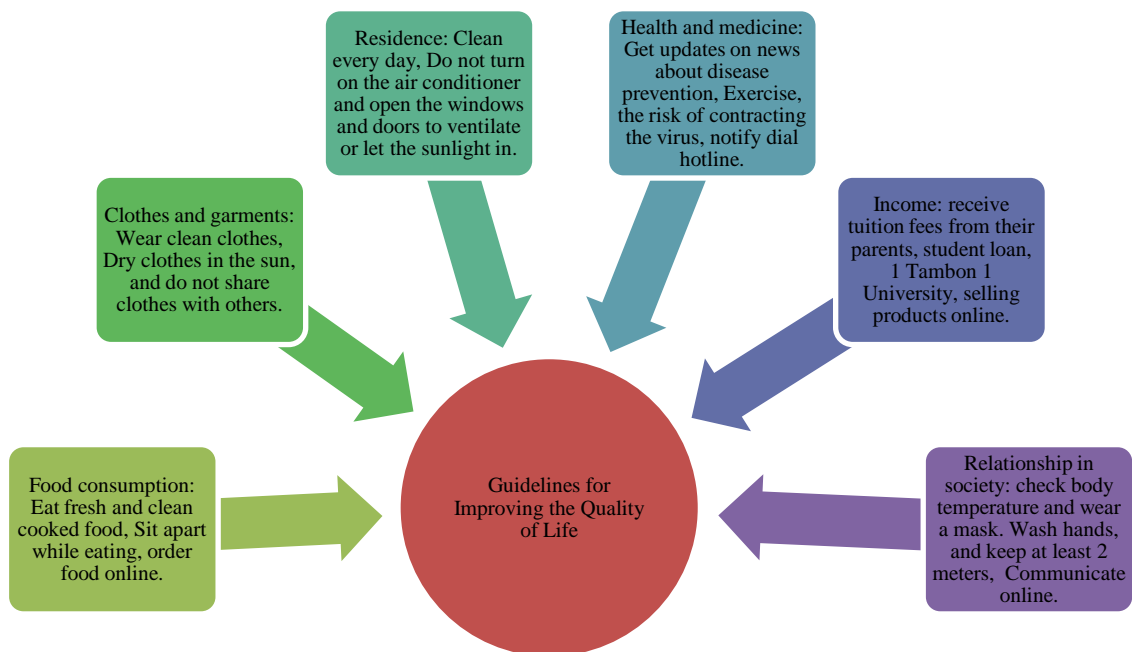 Food consumption:
Eat fresh and clean
cooked food, Sit apart
while eating, order
food online.
Clothes and garments:
Wear clean clothes,
Dry clothes in the sun,
and do not share
clothes with others.
Residence: Clean
every day, Do not turn
on the air conditioner
and open the windows
and doors to ventilate
or let the sunlight in.
Health and medicine:
Get updates on news
about disease
prevention, Exercise,
the risk of contracting
the virus, notify dial
hotline.
Income: receive
tuition fees from their
parents, student loan,
1 Tambon 1
University, selling
products online.
Relationship in
society: check body
temperature and wear
a mask. Wash hands,
and keep at least 2
meters, Communicate
online.
Guidelines for
Improving the Quality
of Life